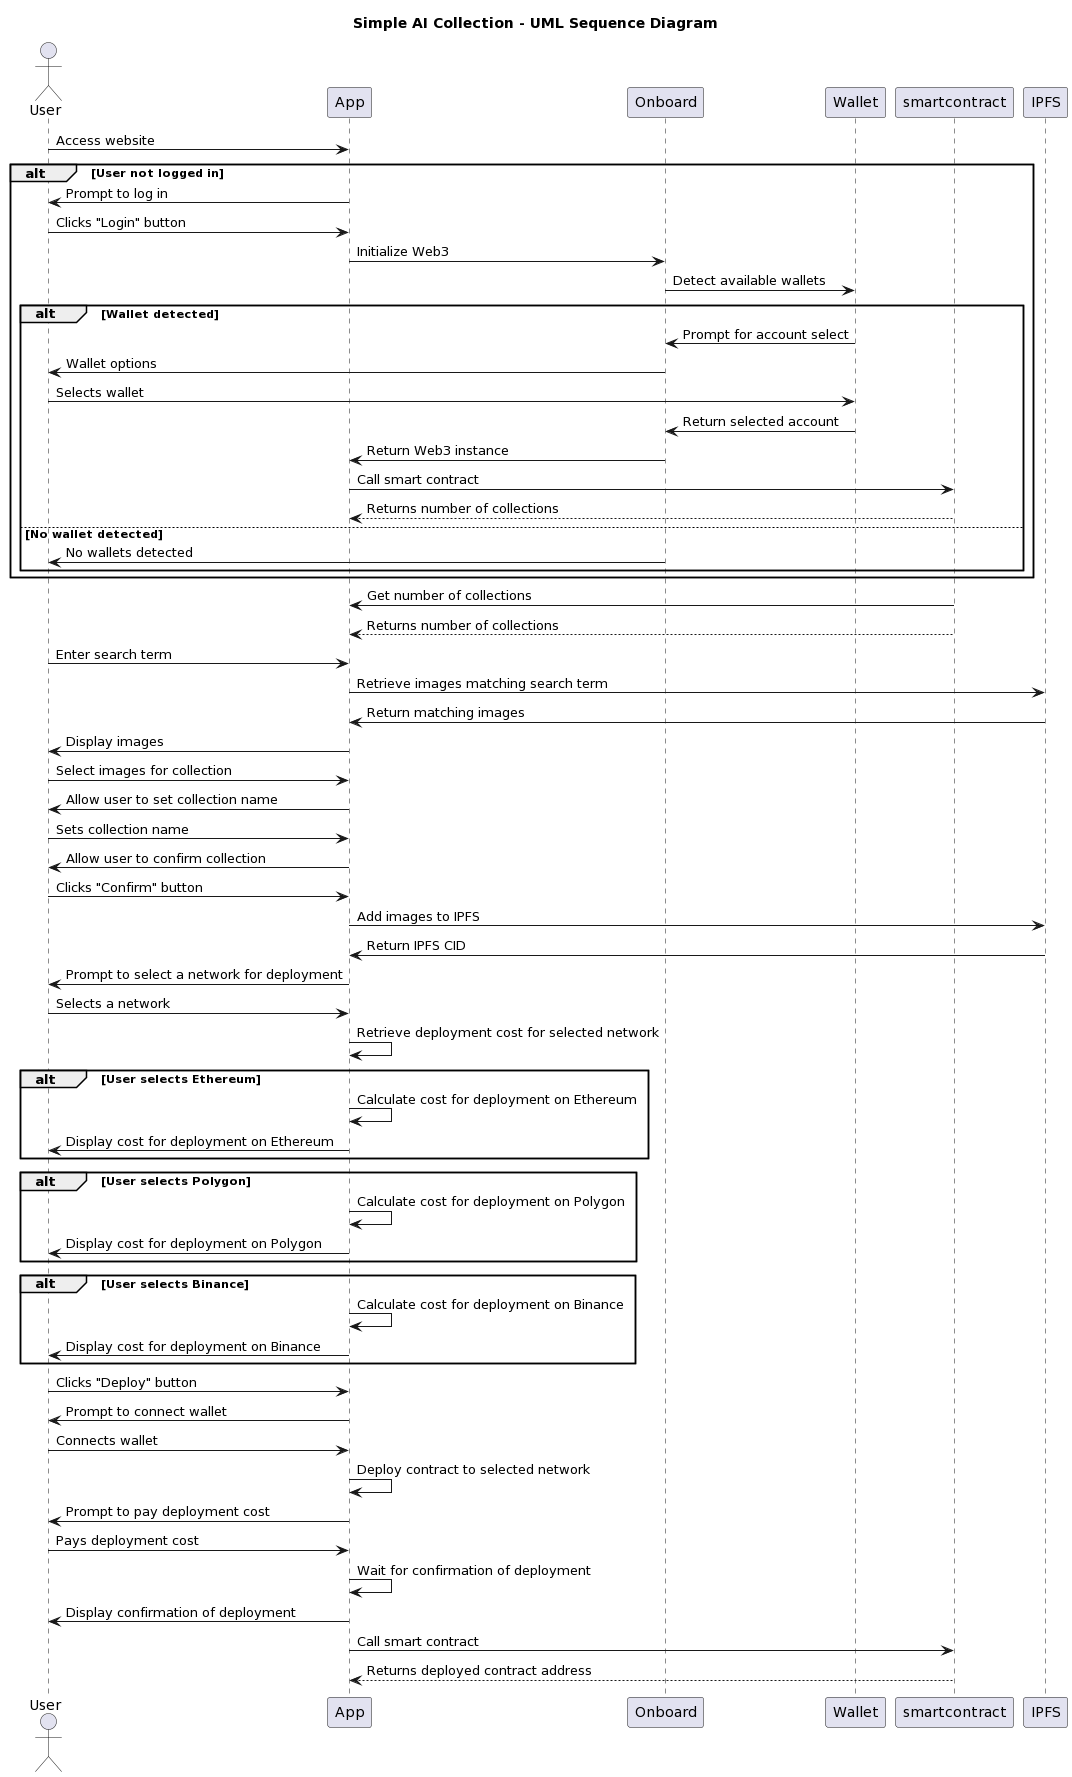 Simple AI Collection - UML Sequence Diagram
User
App
Onboard
Wallet
smartcontract
IPFS
Access website
alt
[User not logged in]
Prompt to log in
Clicks "Login" button
Initialize Web3
Detect available wallets
alt
[Wallet detected]
Prompt for account select
Wallet options
Selects wallet
Return selected account
Return Web3 instance
Call smart contract
Returns number of collections
[No wallet detected]
No wallets detected
Get number of collections
Returns number of collections
Enter search term
Retrieve images matching search term
Return matching images
Display images
Select images for collection
Allow user to set collection name
Sets collection name
Allow user to confirm collection
Clicks "Confirm" button
Add images to IPFS
Return IPFS CID
Prompt to select a network for deployment
Selects a network
Retrieve deployment cost for selected network
alt
[User selects Ethereum]
Calculate cost for deployment on Ethereum
Display cost for deployment on Ethereum
alt
[User selects Polygon]
Calculate cost for deployment on Polygon
Display cost for deployment on Polygon
alt
[User selects Binance]
Calculate cost for deployment on Binance
Display cost for deployment on Binance
Clicks "Deploy" button
Prompt to connect wallet
Connects wallet
Deploy contract to selected network
Prompt to pay deployment cost
Pays deployment cost
Wait for confirmation of deployment
Display confirmation of deployment
Call smart contract
Returns deployed contract address
User
App
Onboard
Wallet
smartcontract
IPFS